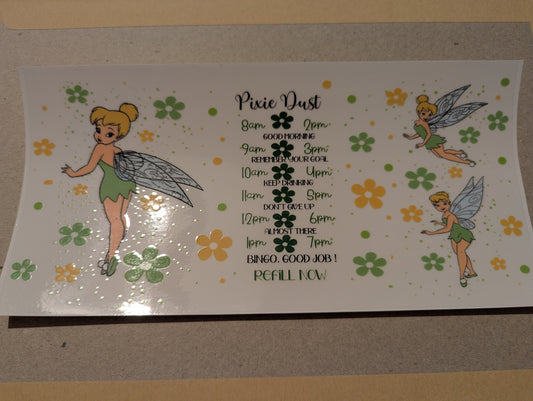 Pixie Dust
8am 2pm
GOOD MORNING
9am 3pm
REMEMBER YOUR GOAL
10am 4pm
KEEP DRINKING
11am 5pm
DON'T GIVE UP
12pm 6pm
ALMOST THERE
1pm 7pm
BINGO, GOOD JOB !
REFILL NOW